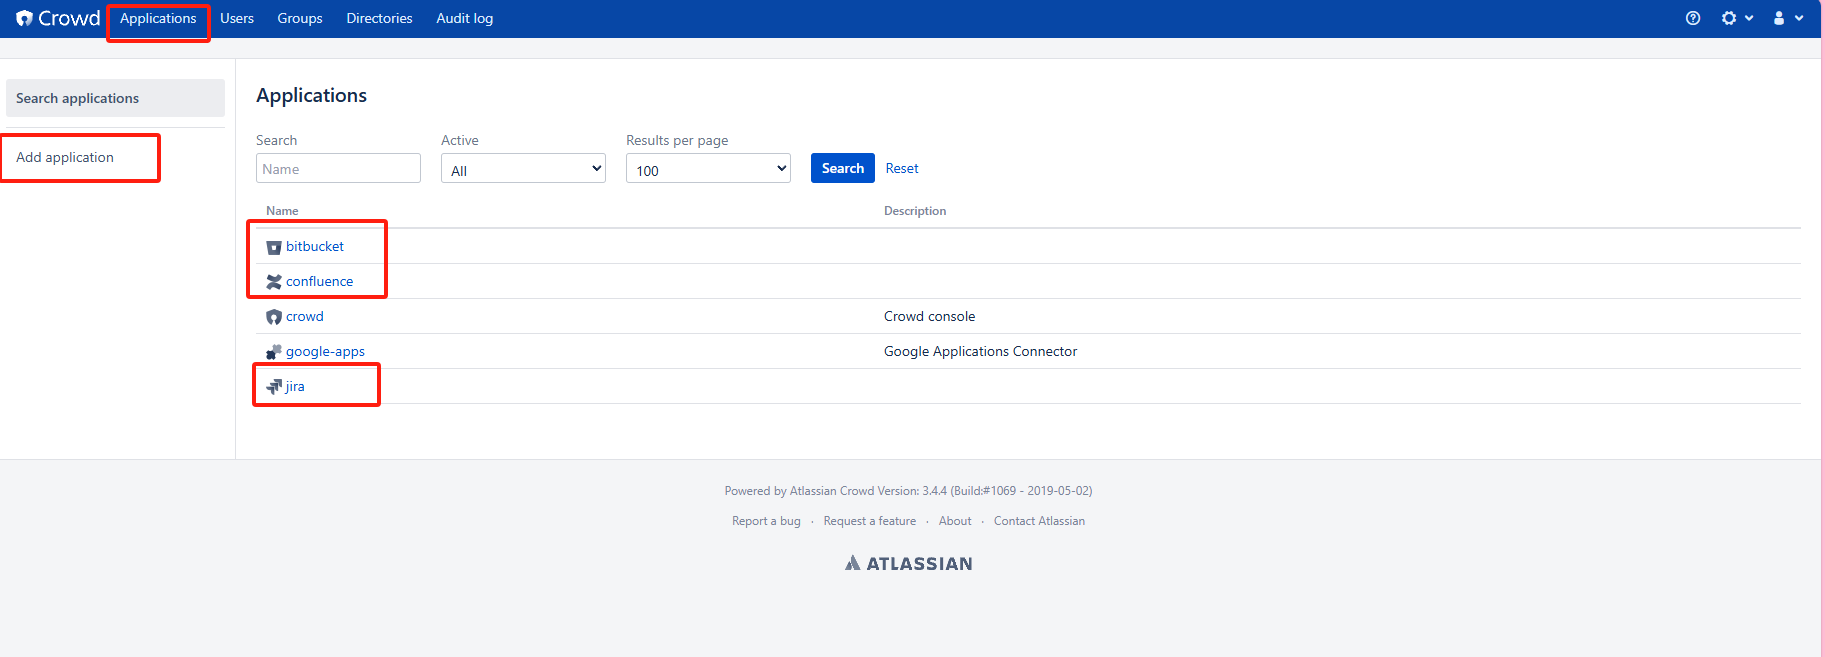 Crowd Applications Users Groups Directories Audit log
Search applications
Add application
Applications
Search Active Results per page
Name All 100 Search Reset
Name Description
bitbucket
confluence
crowd Crowd console
google-apps Google Applications Connector
jira
Powered by Atlassian Crowd Version: 3.4.4 (Build:#1069 - 2019-05-02)
Report a bug · Request a feature · About · Contact Atlassian
ATLASSIAN